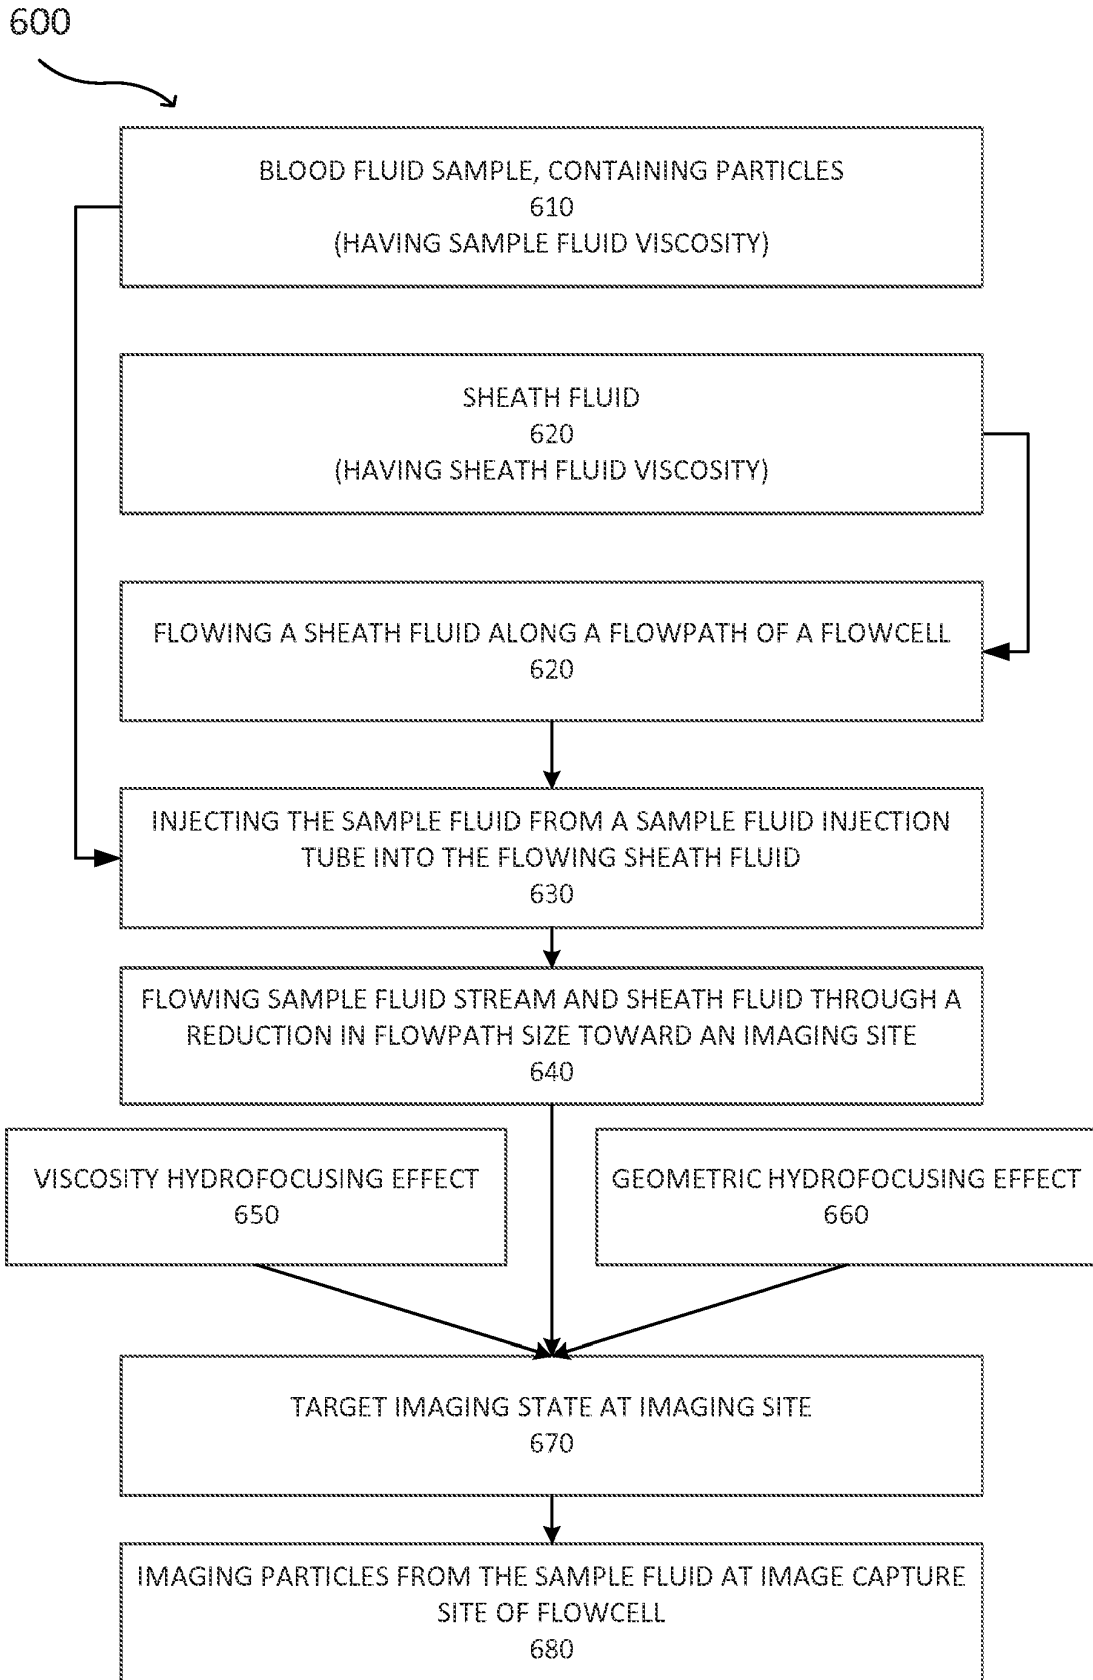 600
BLOOD FLUID SAMPLE, CONTAINING PARTICLES
610
(HAVING SAMPLE FLUID VISCOSITY)
SHEATH FLUID
620
(HAVING SHEATH FLUID VISCOSITY)
FLOWING A SHEATH FLUID ALONG A FLOWPATH OF A FLOWCELL
620
INJECTING THE SAMPLE FLUID FROM A SAMPLE FLUID INJECTION
TUBE INTO THE FLOWING SHEATH FLUID
630
FLOWING SAMPLE FLUID STREAM AND SHEATH FLUID THROUGH A
REDUCTION IN FLOWPATH SIZE TOWARD AN IMAGING SITE
640
VISCOSITY HYDROFOCUSING EFFECT
650
GEOMETRIC HYDROFOCUSING EFFECT
660
TARGET IMAGING STATE AT IMAGING SITE
670
IMAGING PARTICLES FROM THE SAMPLE FLUID AT IMAGE CAPTURE
SITE OF FLOWCELL
680